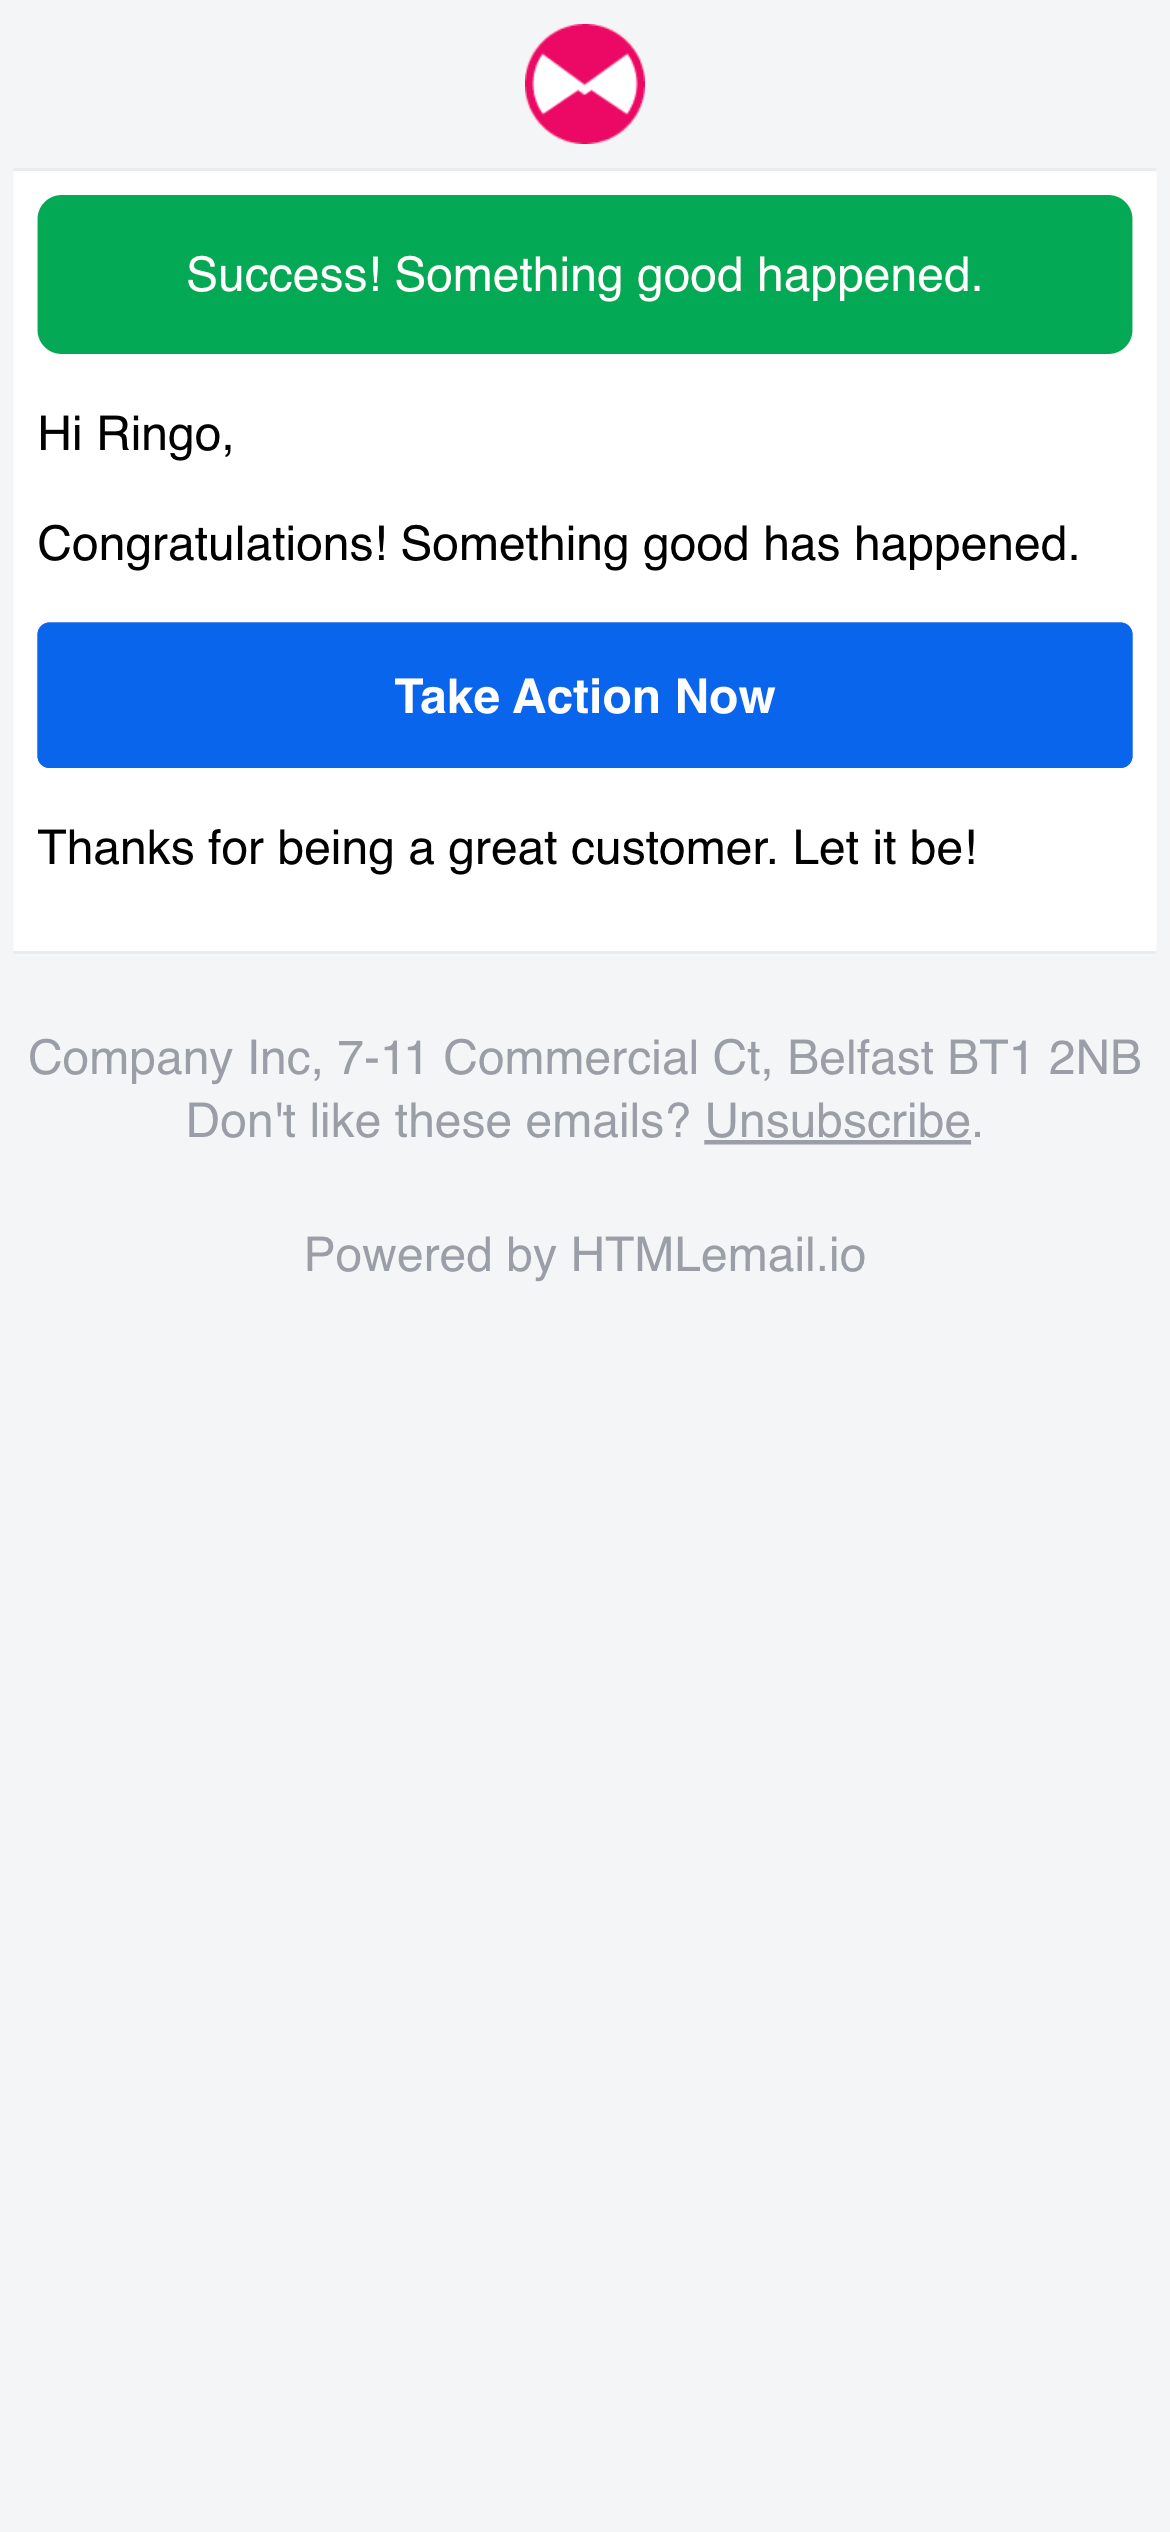 Success! Something good happened.
Hi Ringo,
Congratulations! Something good has happened.
Take Action Now
Thanks for being a great customer. Let it be!
Company Inc, 7-11 Commercial Ct, Belfast BT1 2NB
Don't like these emails? Unsubscribe.
Powered by HTMLemail.io